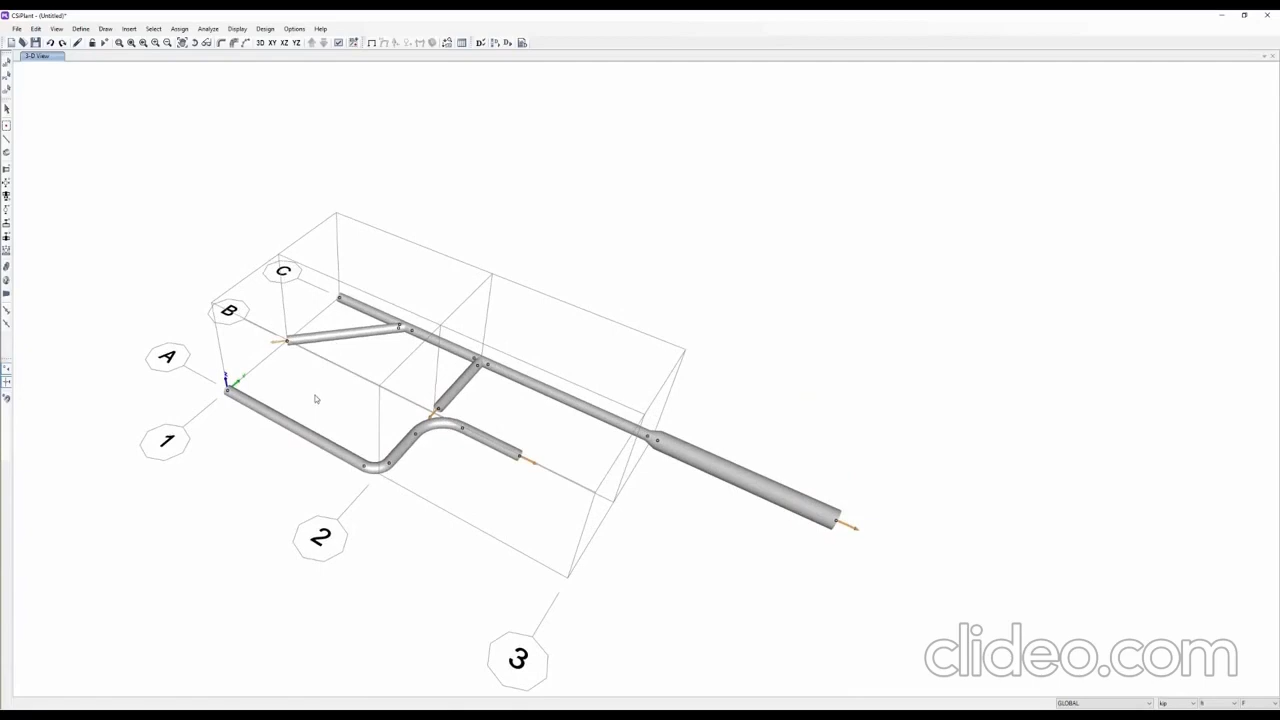 CSiPlant - (Untitled)*
File Edit View Define Draw Insert Select Assign Analyze Display Design Options Help
3D XY XZ YZ
3-D View
C
B
A
1
2
3
clideo.com
GLOBAL kip F